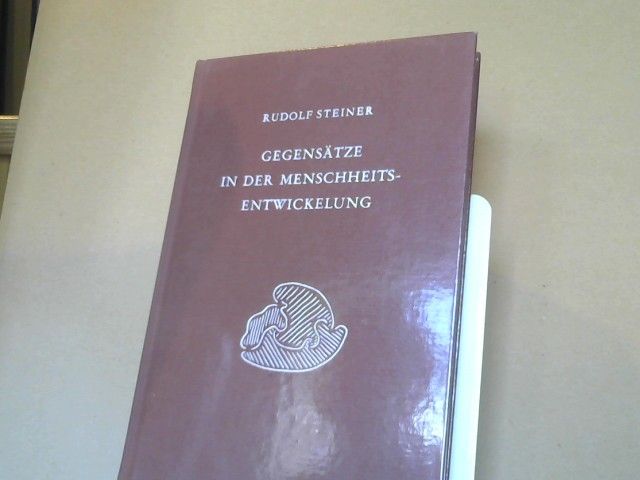 RUDOLF STEINER
GEGENSÄTZE
IN DER MENSCHHEITS-
ENTWICKELUNG